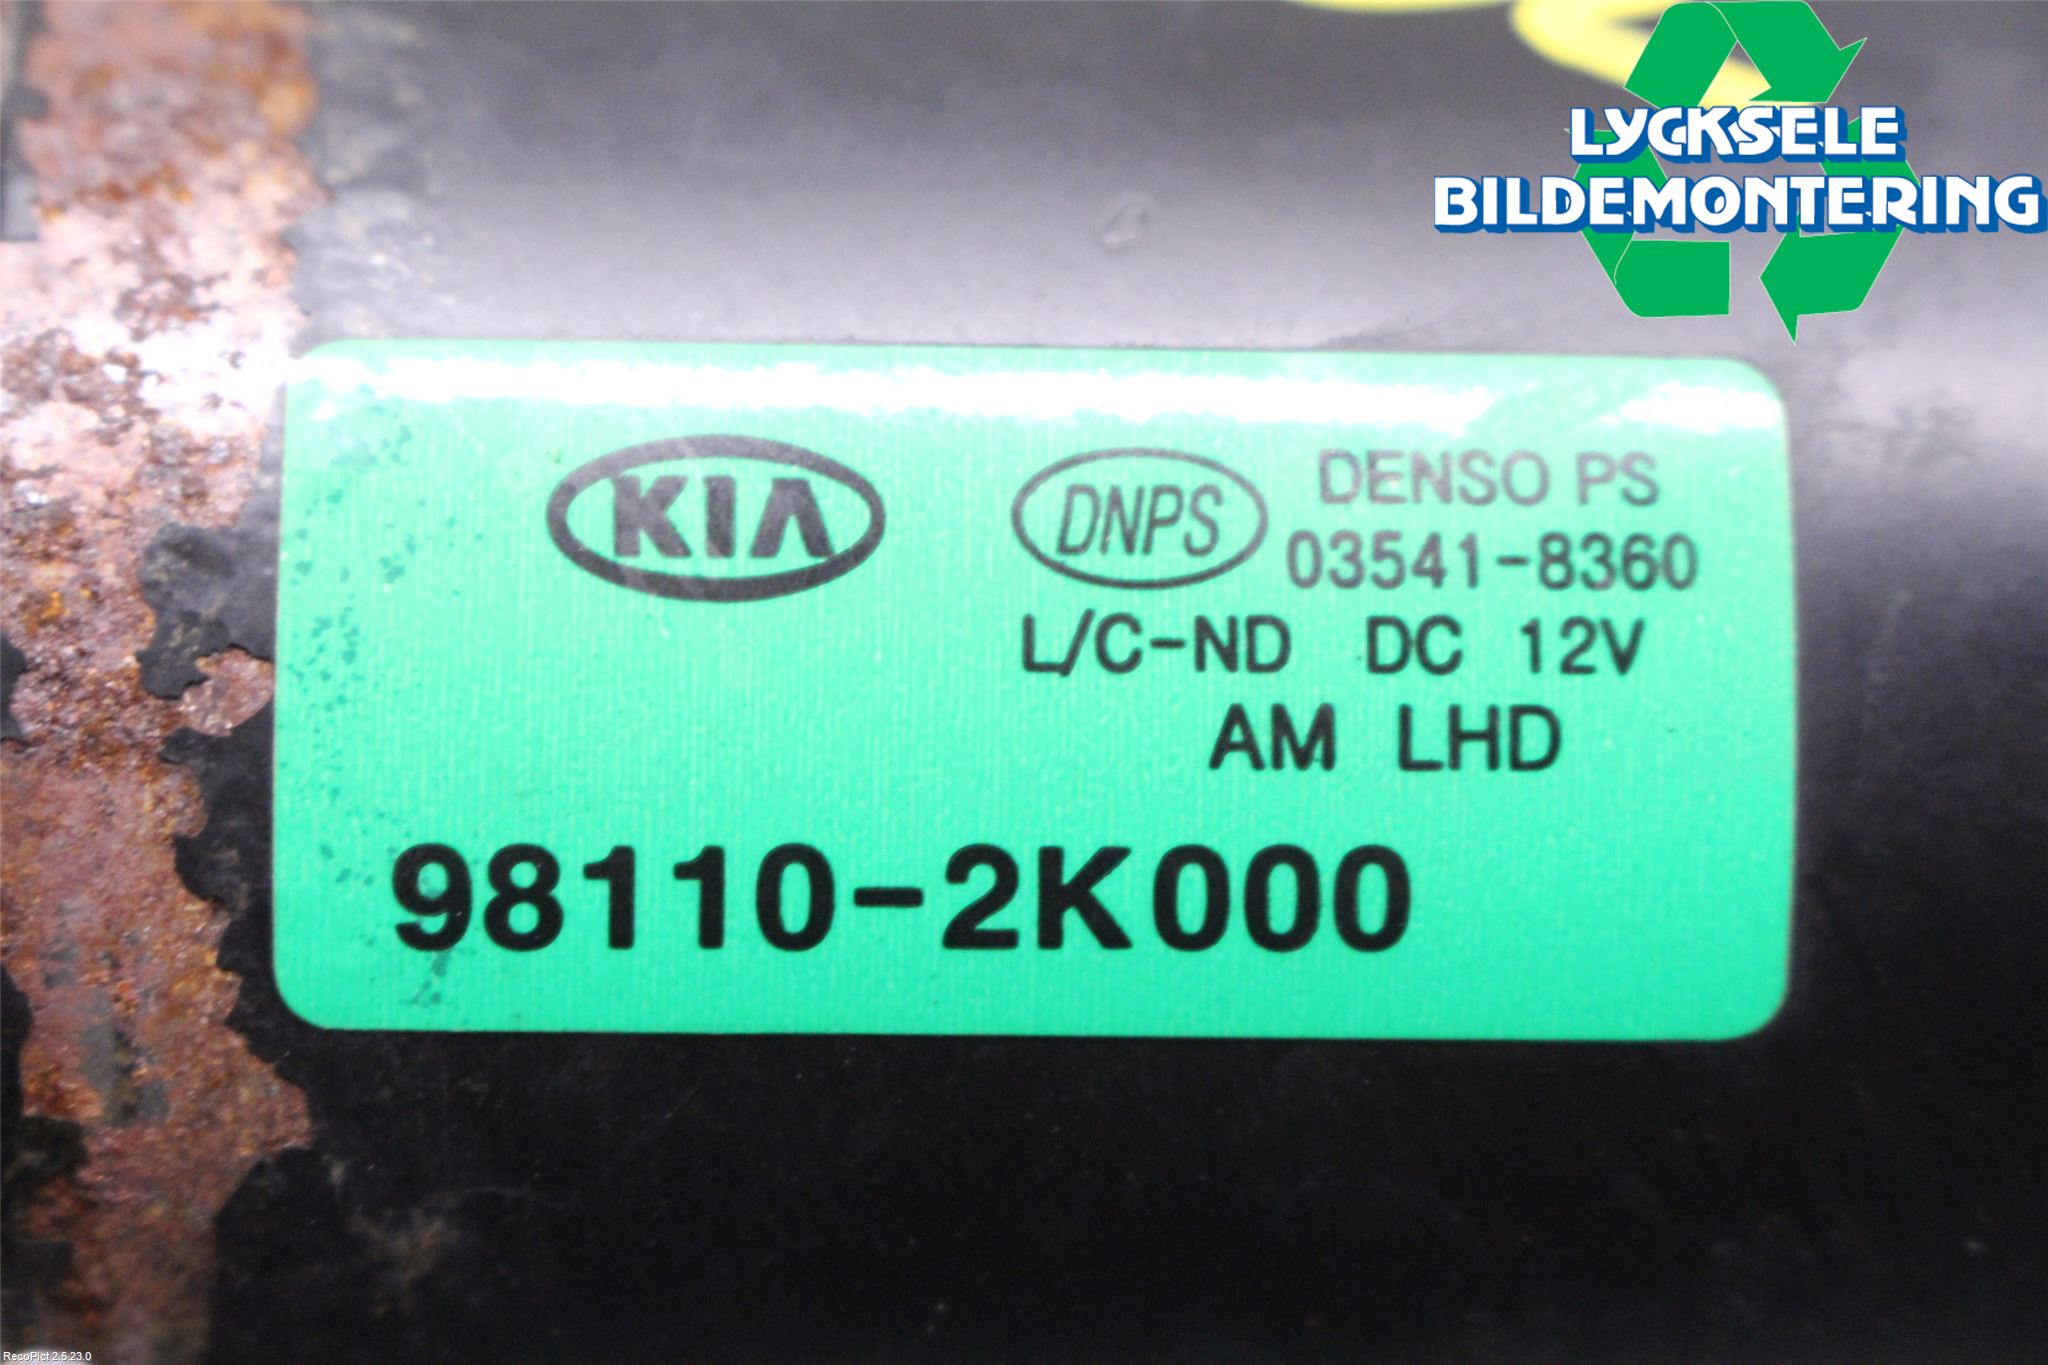 LYCKSELE
BILDEMONTERING
KIA
DNPS
DENSO PS
03541-8360
L/C-ND DC 12V
AM LHD
98110-2K000
RecoPict 2.5.23.0